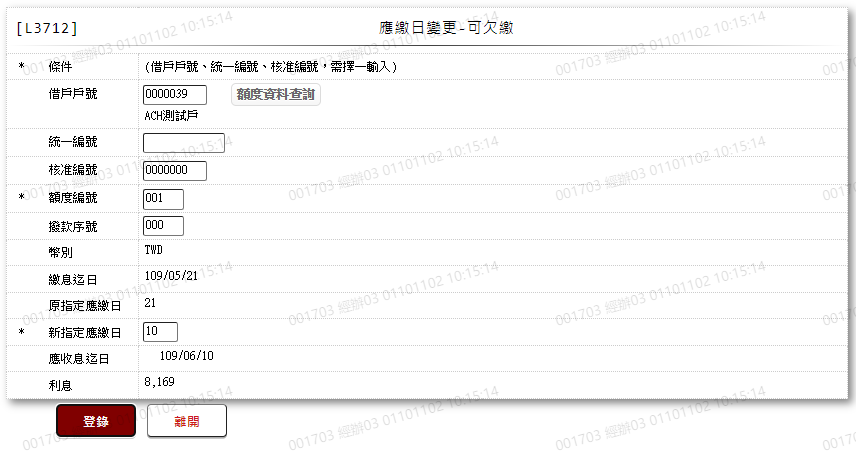 [L3712] 應繳日變更-可欠繳
* 條件 (借戶戶號、統一編號、核准編號，需擇一輸入)
借戶戶號 0000039 額度資料查詢
ACH測試戶
統一編號
核准編號 0000000
* 額度編號 001
撥款序號 000
幣別 TWD
繳息迄日 109/05/21
原指定應繳日 21
* 新指定應繳日 10
應收息迄日 109/06/10
利息 8,169
登錄 離開
001703 經辦03 01101102 10:15:14